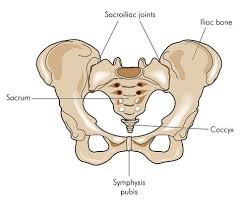 Sacroiliac joints
Iliac bone
Sacrum
Coccyx
Symphysis
pubis